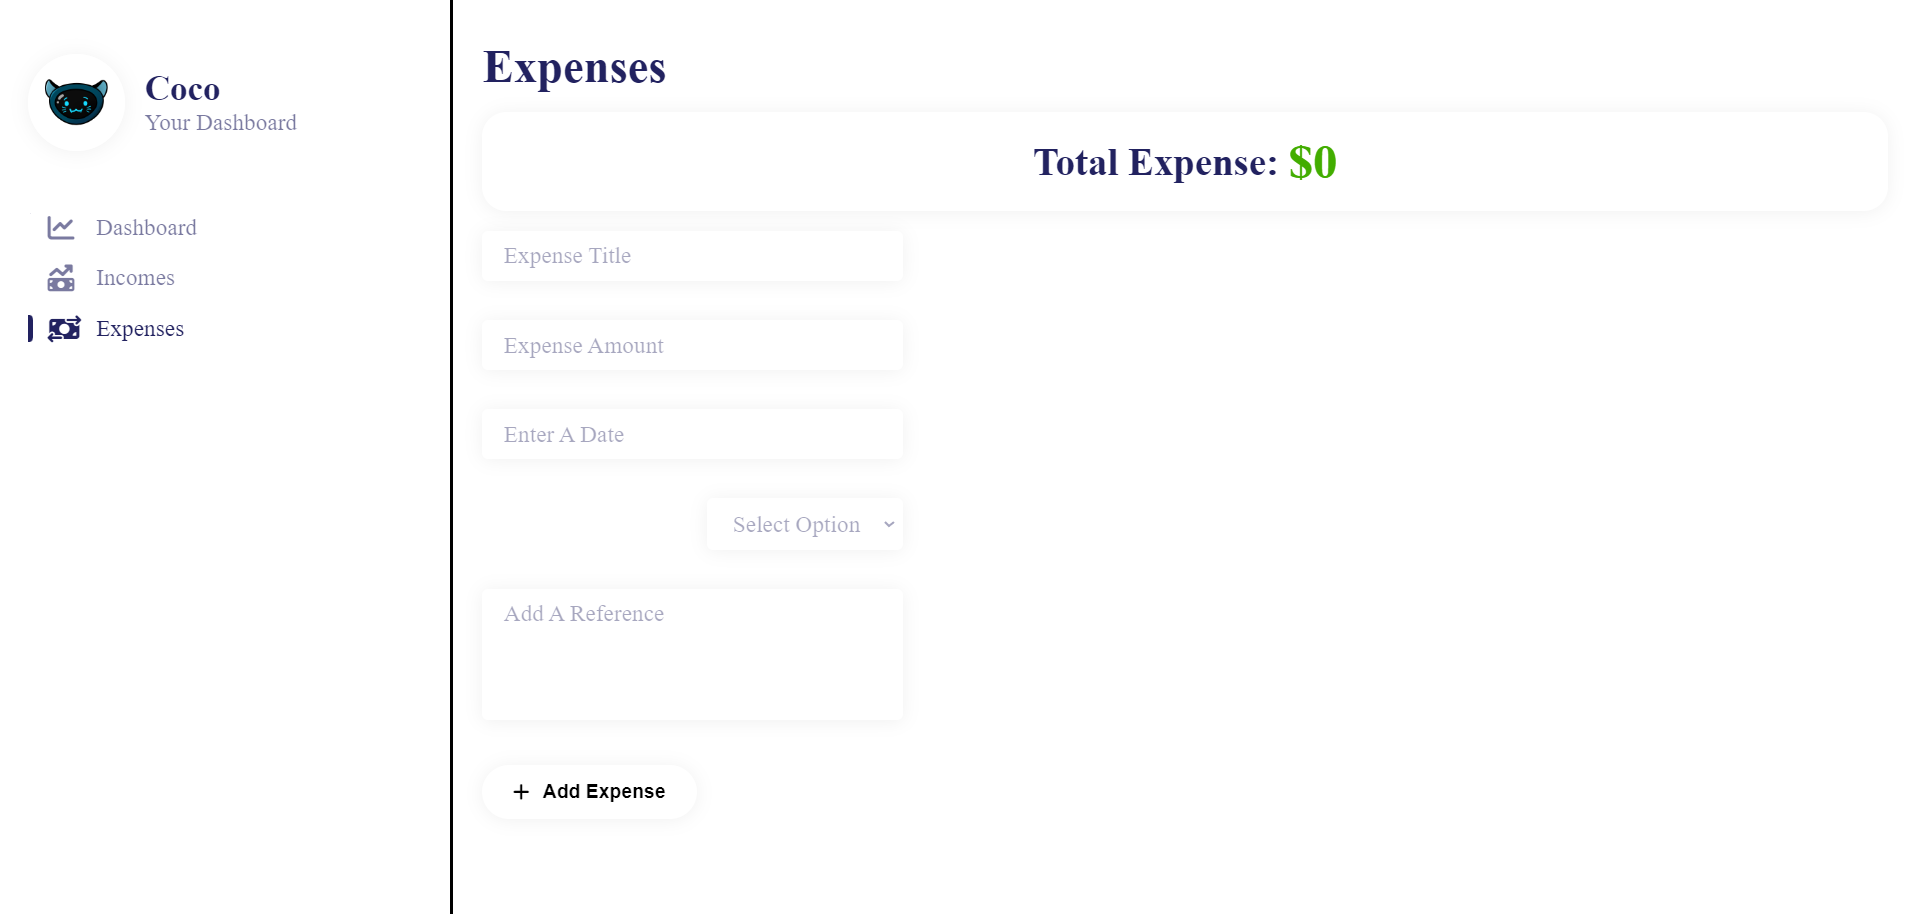 Coco
Your Dashboard
Dashboard
Incomes
Expenses
Expenses
Total Expense: $0
Expense Title
Expense Amount
Enter A Date
Select Option
Add A Reference
+ Add Expense